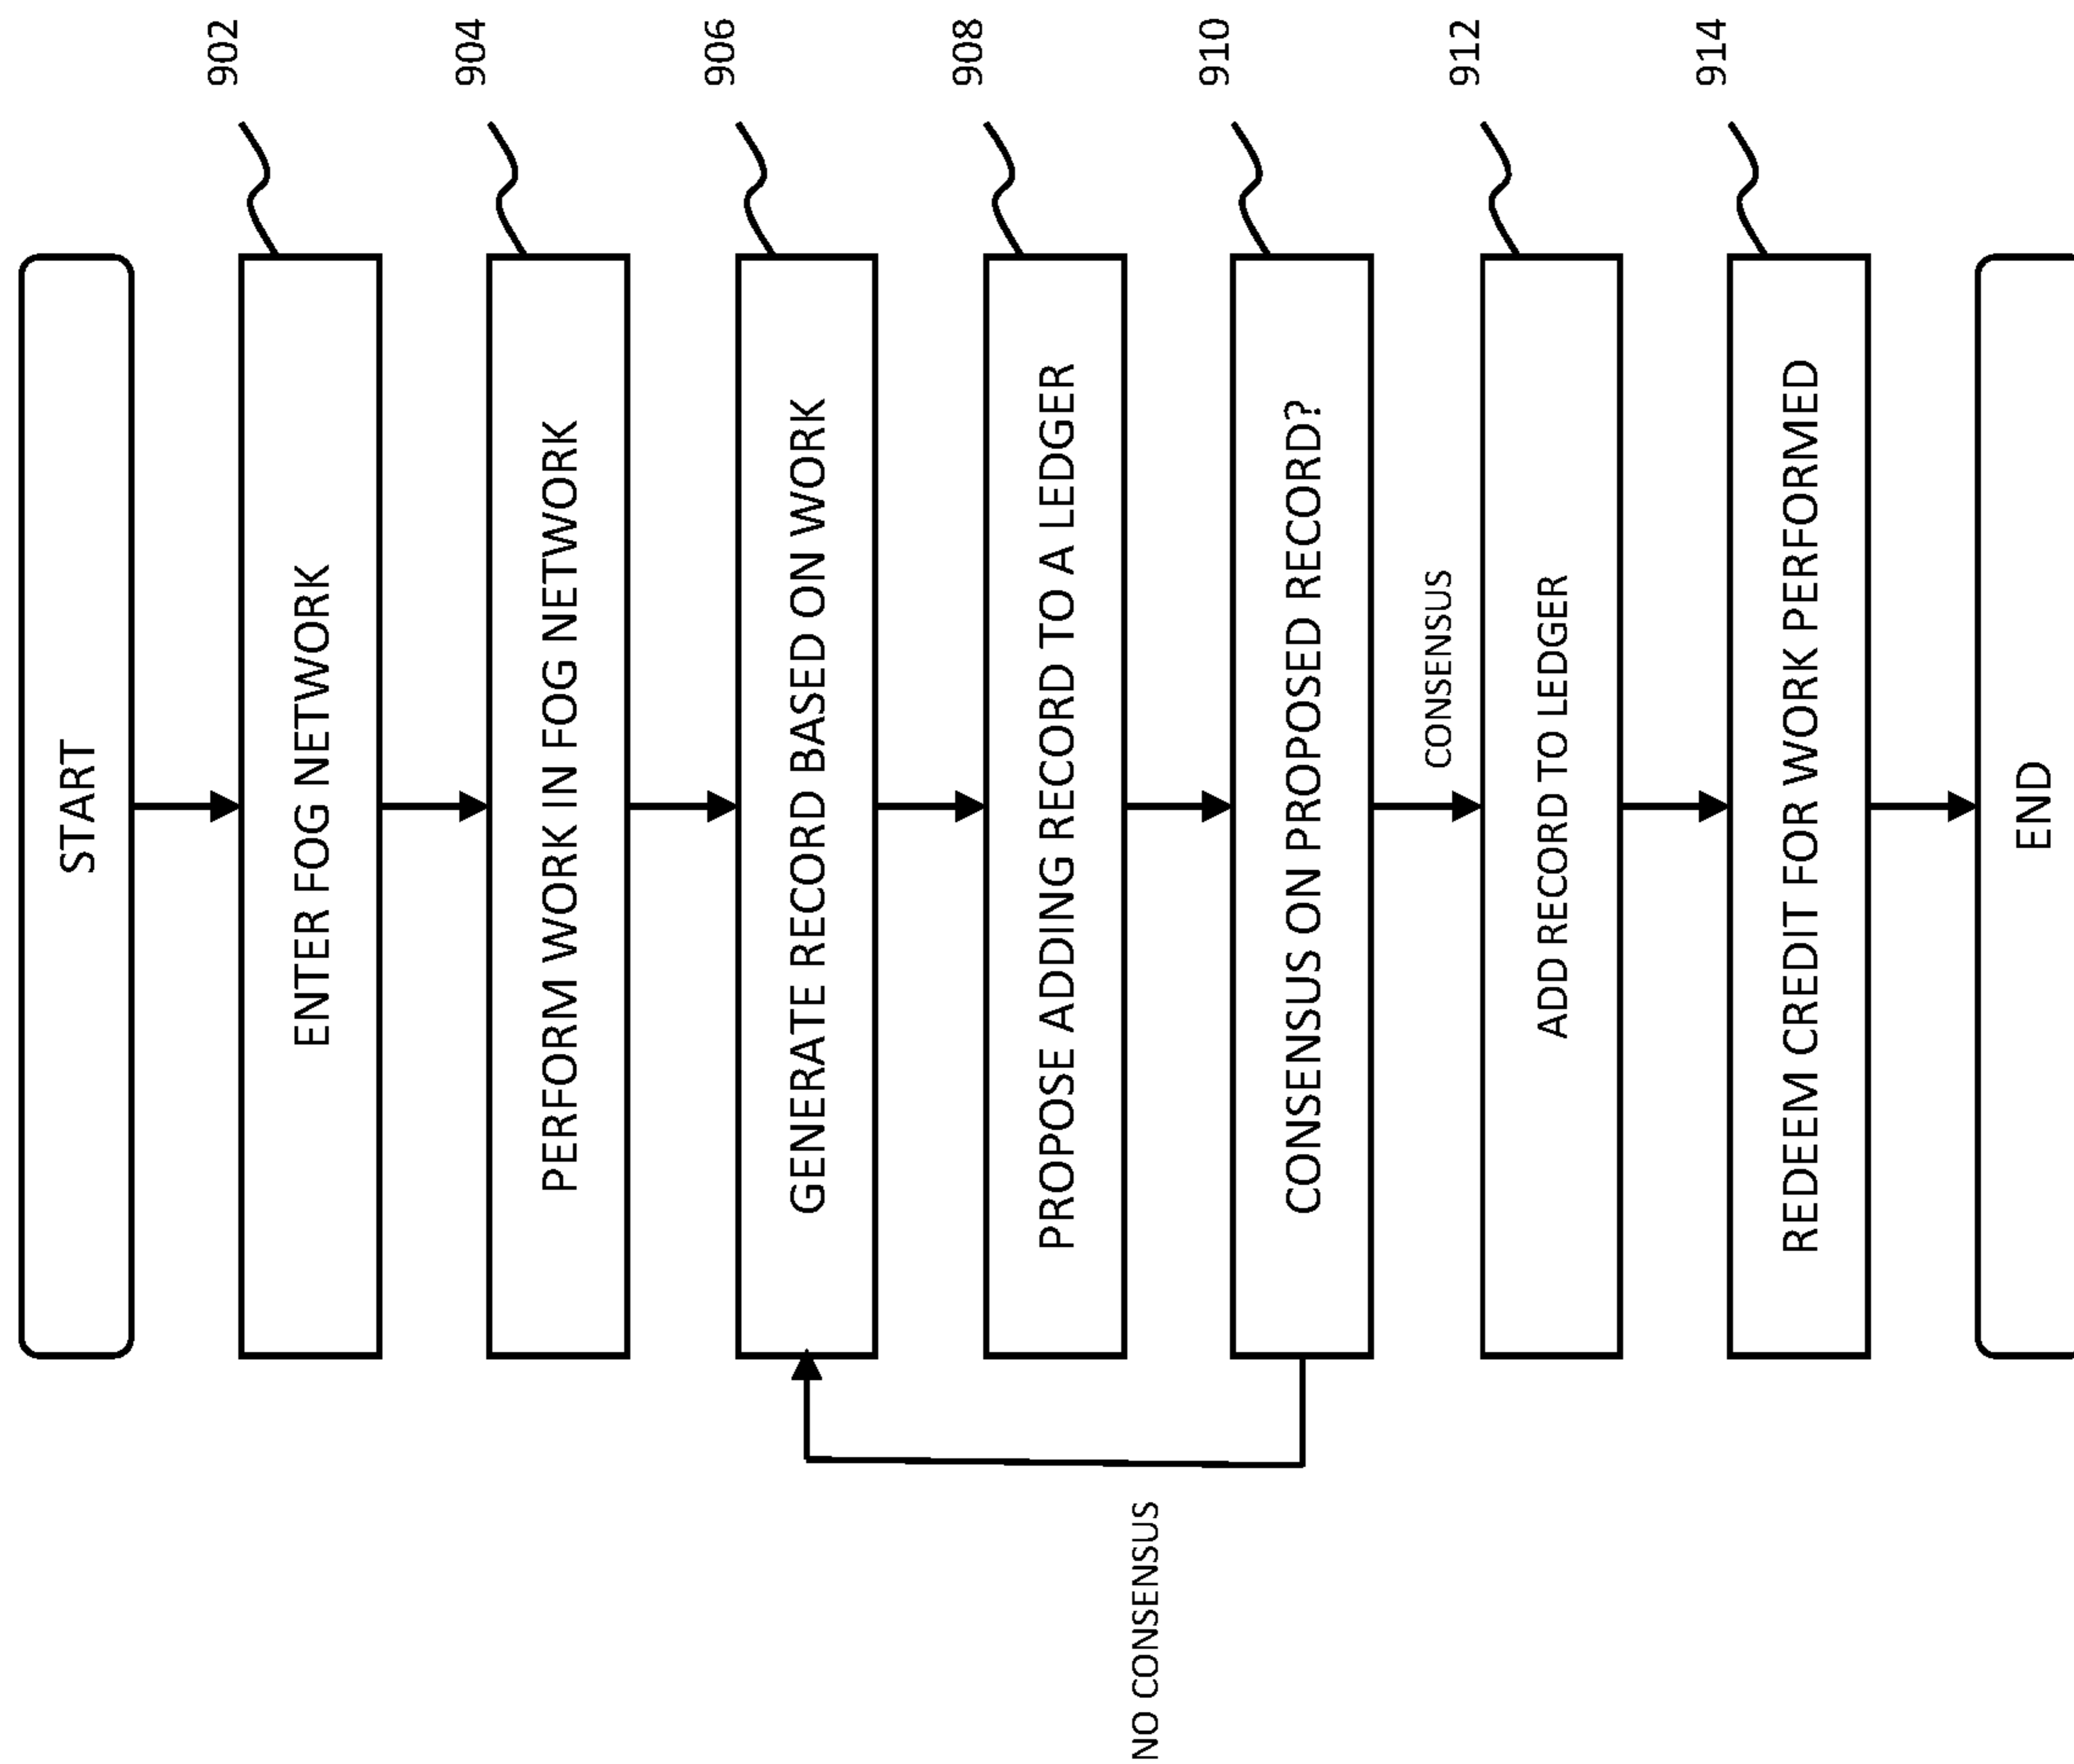 START
ENTER FOG NETWORK
902
PERFORM WORK IN FOG NETWORK
904
GENERATE RECORD BASED ON WORK
906
PROPOSE ADDING RECORD TO A LEDGER
908
NO CONSENSUS
CONSENSUS ON PROPOSED RECORD?
910
CONSENSUS
ADD RECORD TO LEDGER
912
REDEEM CREDIT FOR WORK PERFORMED
914
END